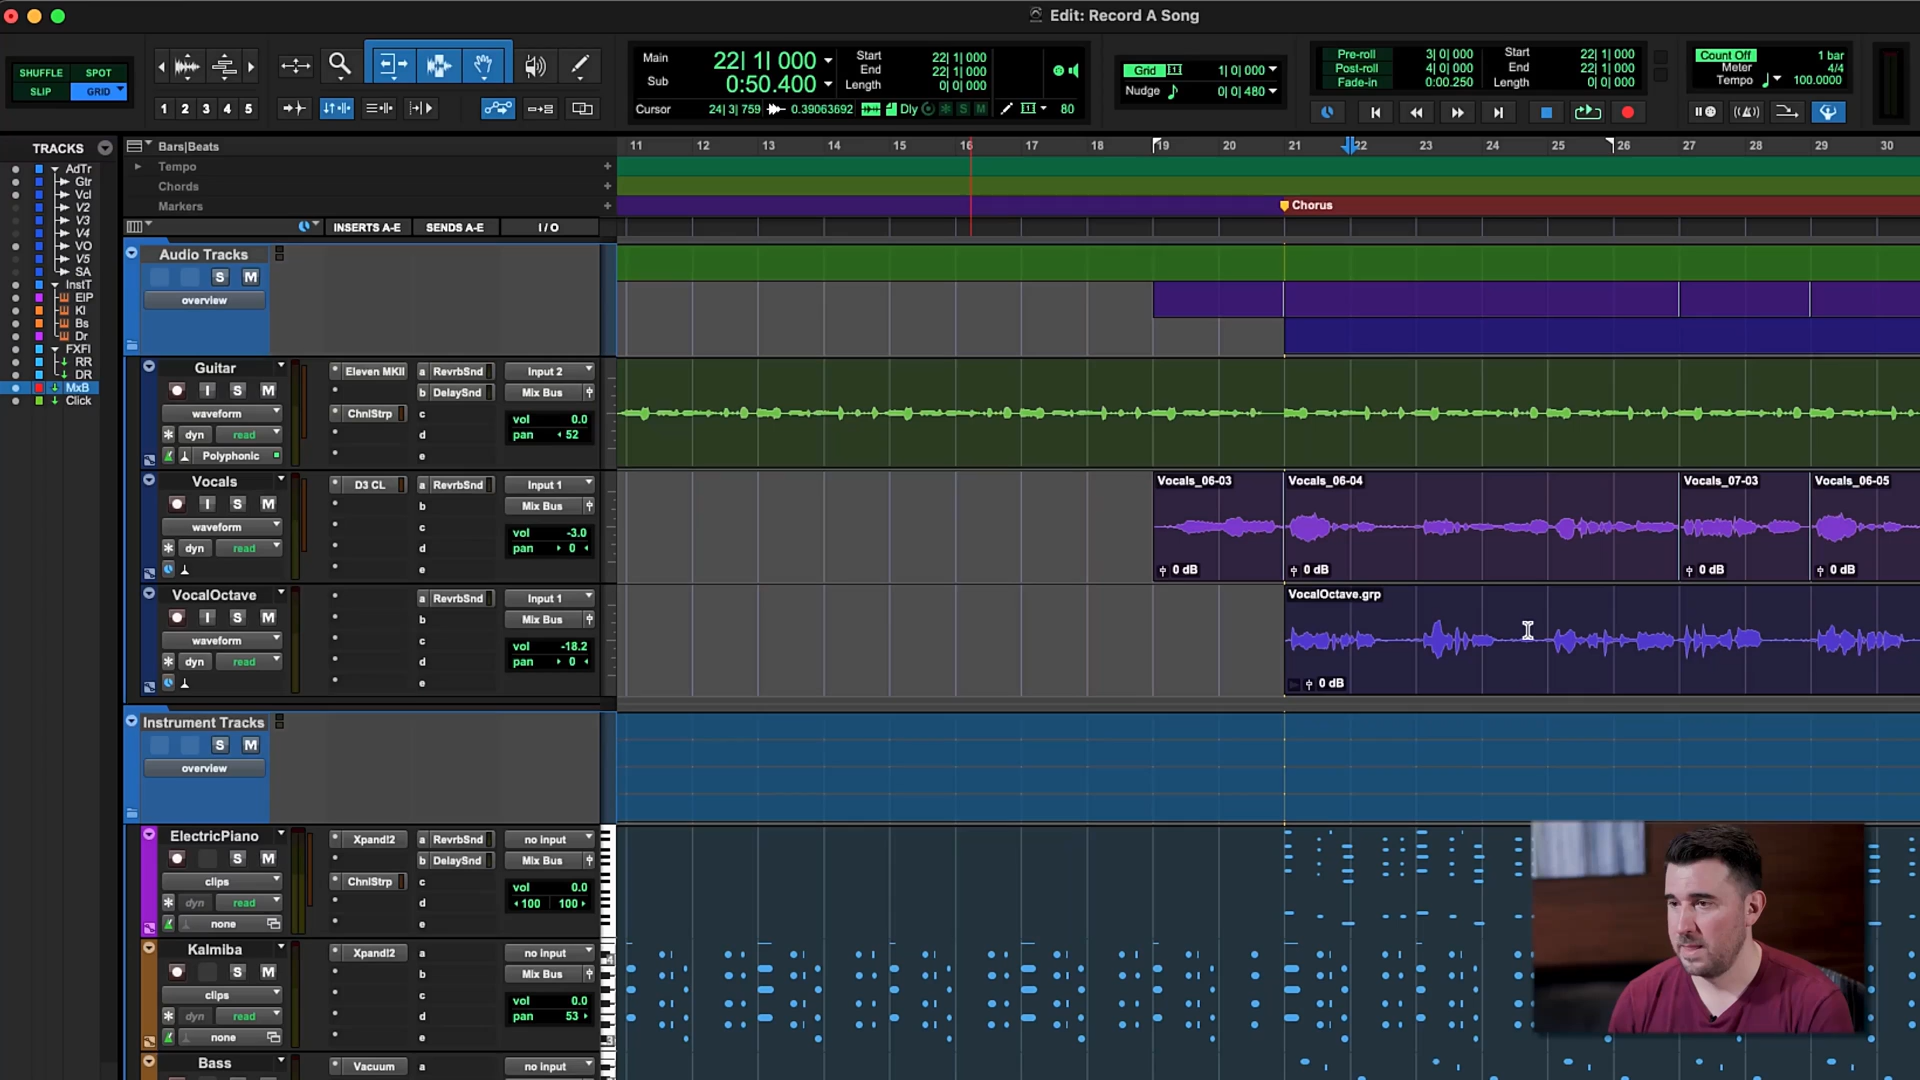 Edit: Record A Song
SHUFFLE SPOT
SLIP GRID
1 2 3 4 5
Main 22| 1| 000
Sub 0:50.400
Start 22| 1| 000
End 22| 1| 000
Length 0| 0| 000
Cursor 24| 3| 759 0.39063692 Dly S M 80
Grid 1| 0| 000
Nudge 0| 0| 480
Pre-roll 3| 0| 000
Post-roll 4| 0| 000
Fade-in 0:00.250
Start 22| 1| 000
End 22| 1| 000
Length 0| 0| 000
Count Off 1 bar
Meter 4/4
Tempo 100.0000
TRACKS
AdTr
Gtr
Vcl
V2
V3
V4
VO
V5
SA
InstT
ElP
Kl
Bs
Dr
FXFl
RR
DR
MxB
Click
Bars|Beats
11 12 13 14 15 16 17 18 19 20 21 22 23 24 25 26 27 28 29 30
Tempo
Chords
Markers
Chorus
INSERTS A-E SENDS A-E I / O
Audio Tracks
S M
overview
Guitar
I S M
waveform
dyn read
Polyphonic
Eleven MKII
ChnlStrp
a RevrbSnd
b DelaySnd
c
d
e
Input 2
Mix Bus
vol 0.0
pan 52
Vocals
I S M
waveform
dyn read
D3 CL
a RevrbSnd
b
c
d
e
Input 1
Mix Bus
vol -3.0
pan 0
Vocals_06-03 Vocals_06-04 Vocals_07-03 Vocals_06-05
0 dB 0 dB 0 dB 0 dB
VocalOctave
I S M
waveform
dyn read
a RevrbSnd
b
c
d
e
Input 1
Mix Bus
vol -18.2
pan 0
VocalOctave.grp
0 dB
Instrument Tracks
S M
overview
ElectricPiano
S M
clips
dyn read
none
Xpand!2
ChnlStrp
a RevrbSnd
b DelaySnd
c
d
e
no input
Mix Bus
vol 0.0
100 100
Kalmiba
S M
clips
dyn read
none
Xpand!2
a
b
c
d
e
no input
Mix Bus
vol 0.0
pan 53
Bass
Vacuum
a
no input